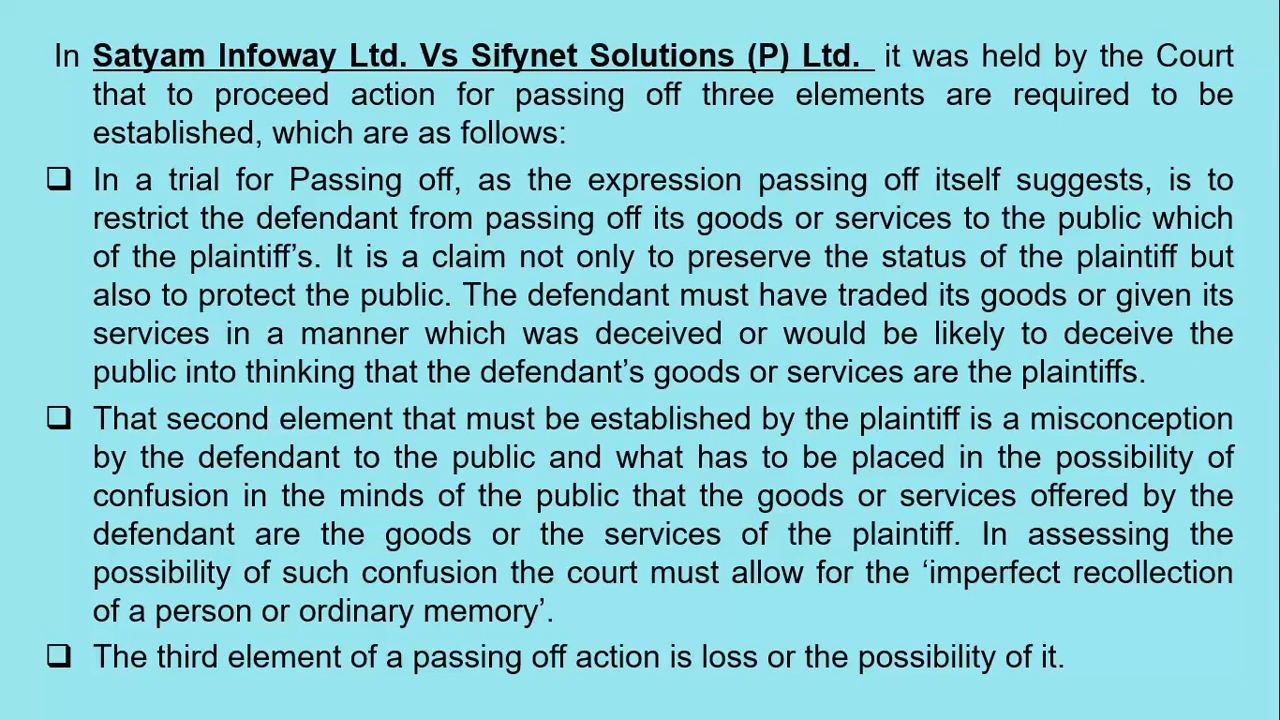 In Satyam Infoway Ltd. Vs Sifynet Solutions (P) Ltd. it was held by the Court
that to proceed action for passing off three elements are required to be
established, which are as follows:
❑ In a trial for Passing off, as the expression passing off itself suggests, is to
restrict the defendant from passing off its goods or services to the public which
of the plaintiff’s. It is a claim not only to preserve the status of the plaintiff but
also to protect the public. The defendant must have traded its goods or given its
services in a manner which was deceived or would be likely to deceive the
public into thinking that the defendant’s goods or services are the plaintiffs.
❑ That second element that must be established by the plaintiff is a misconception
by the defendant to the public and what has to be placed in the possibility of
confusion in the minds of the public that the goods or services offered by the
defendant are the goods or the services of the plaintiff. In assessing the
possibility of such confusion the court must allow for the ‘imperfect recollection
of a person or ordinary memory’.
❑ The third element of a passing off action is loss or the possibility of it.